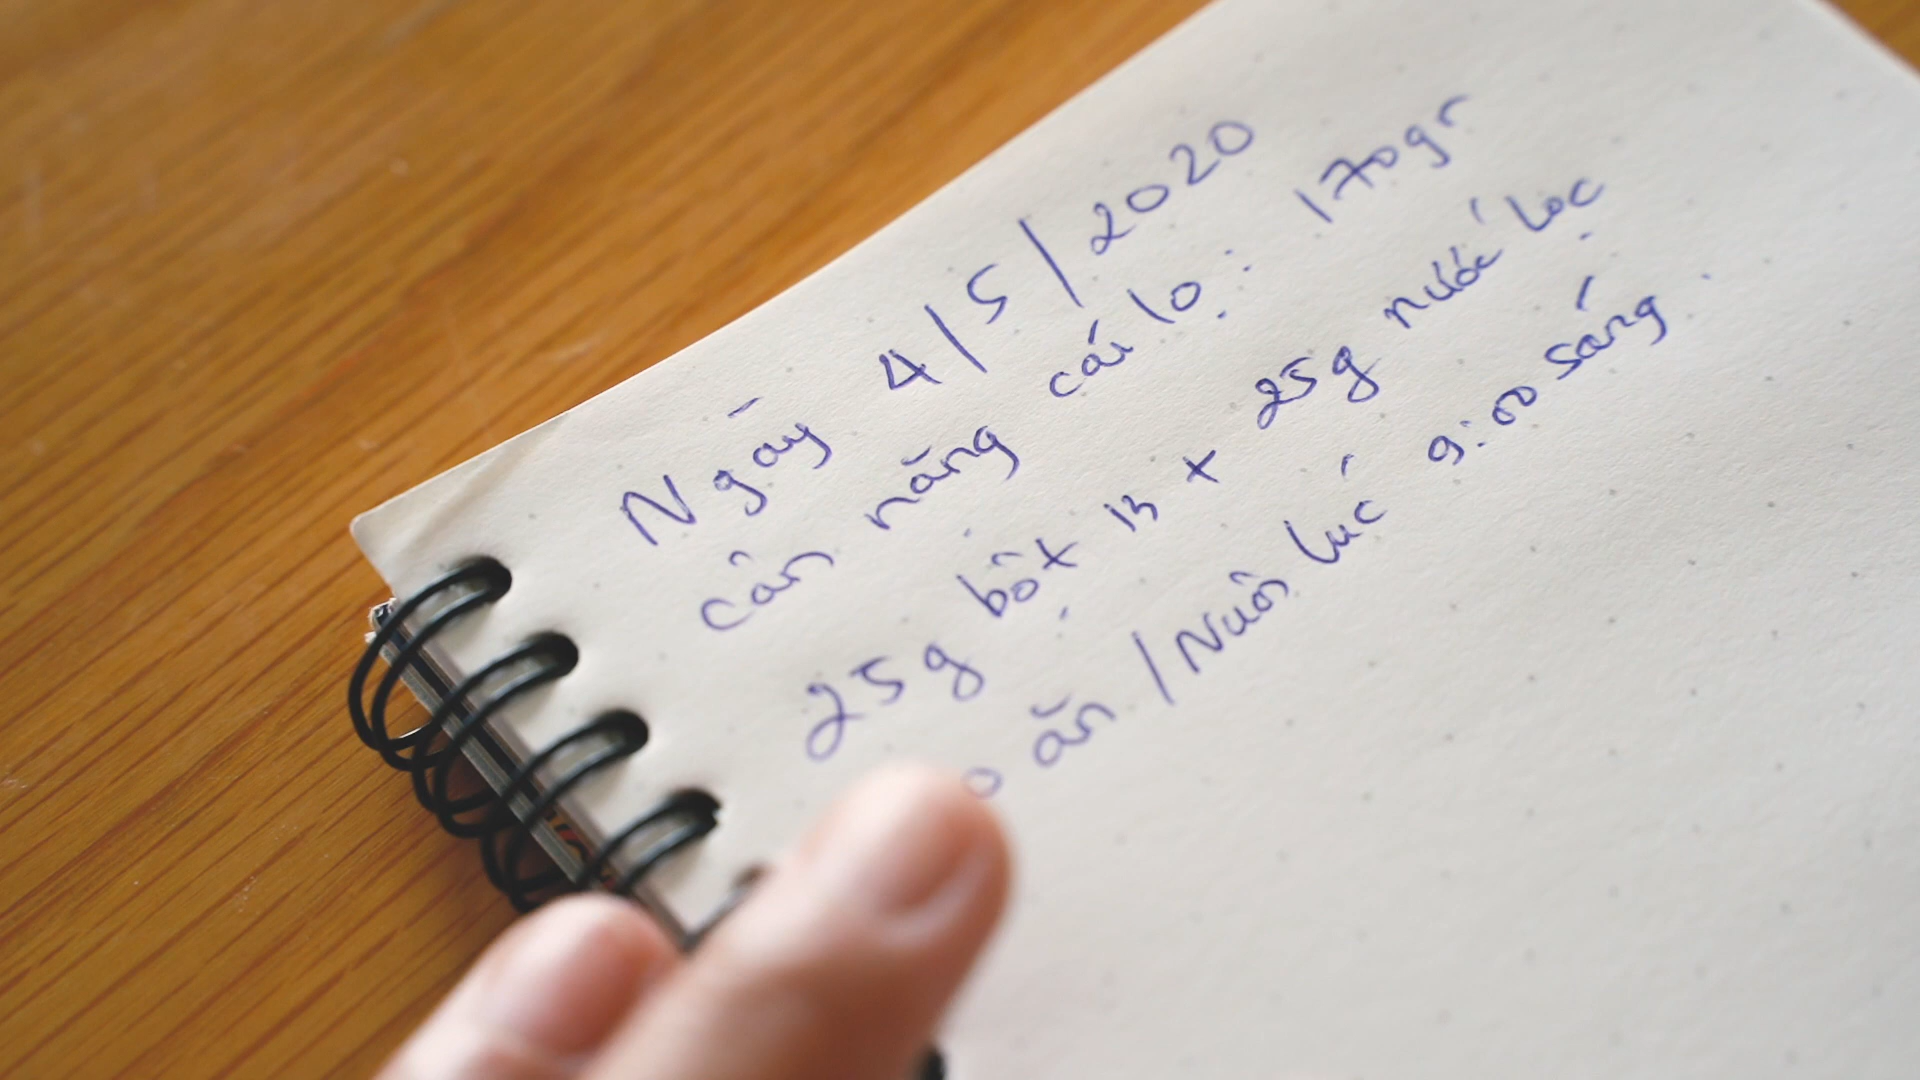 Ngày 4/5/2020
cân nặng cái lọ: 170gr
25g bột 13 + 25g nước lọc
ăn / Nuôi lúc 9:00 sáng.